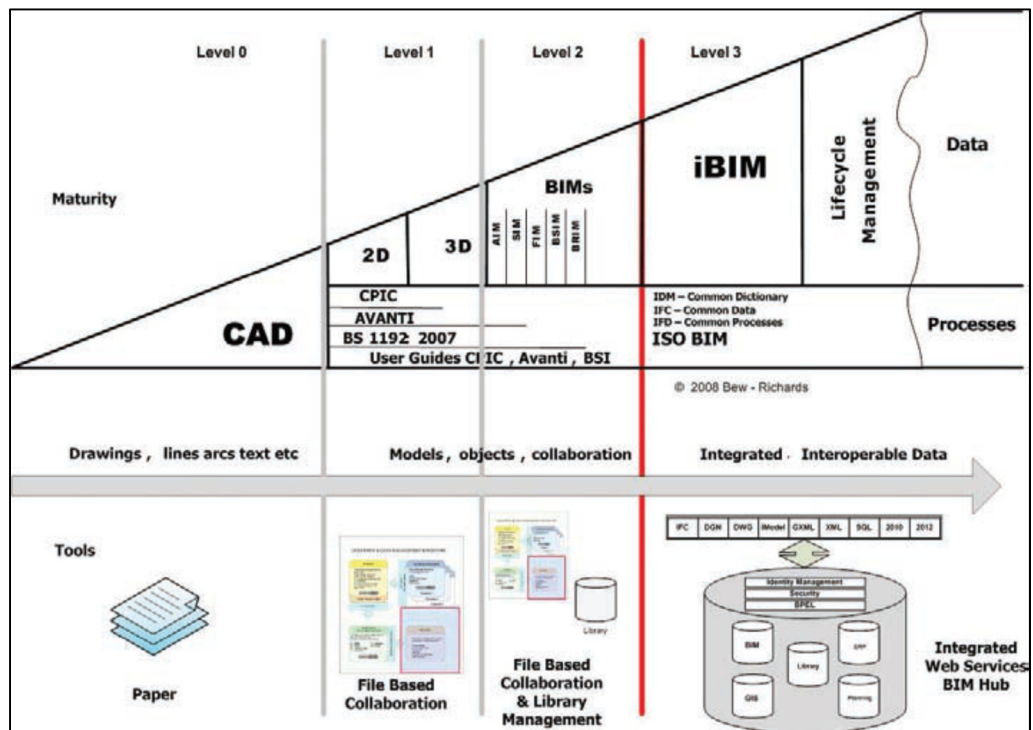 Level 0
Level 1
Level 2
Level 3
Maturity
CAD
2D
3D
BIMs
AIM
SIM
FIM
BSIM
BRIM
iBIM
Lifecycle
Management
Data
CPIC
AVANTI
BS 1192 2007
User Guides CPIC , Avanti , BSI
IDM – Common Dictionary
IFC – Common Data
IFD – Common Processes
ISO BIM
Processes
© 2008 Bew - Richards
Drawings , lines arcs text etc
Models , objects , collaboration
Integrated . Interoperable Data
Tools
Paper
File Based
Collaboration
Library
File Based
Collaboration
& Library
Management
IFC DGN DWG iModel GXML XML SQL 2010 2012
Identity Management
Security
BPEL
BIM
Library
ERP
GIS
Planning
Integrated
Web Services
BIM Hub